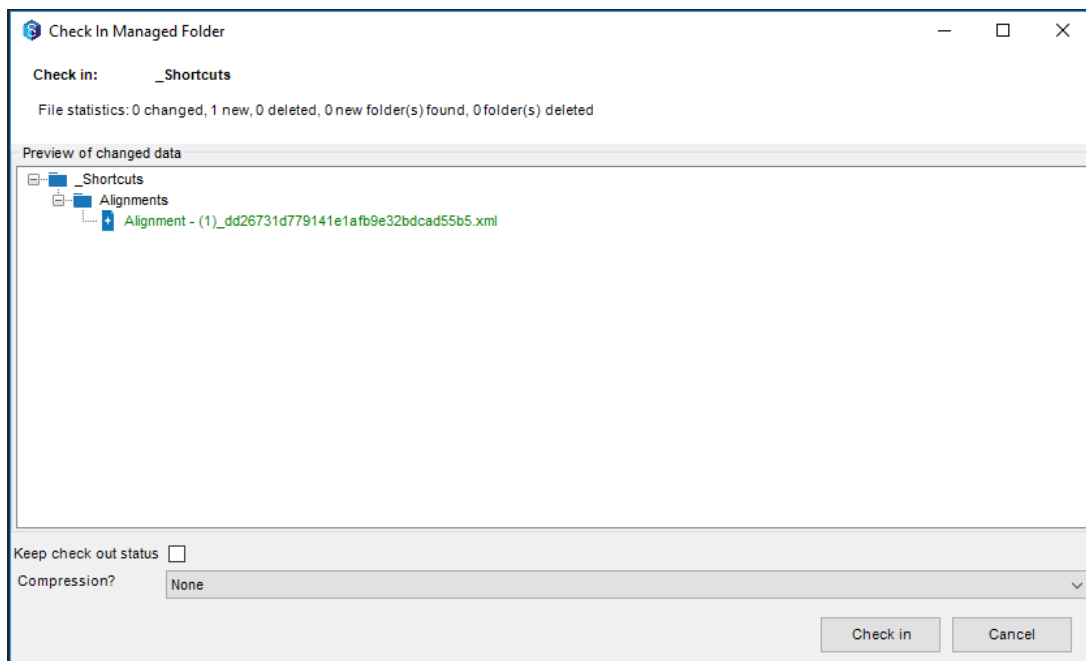 Check In Managed Folder
Check in: _Shortcuts
File statistics: 0 changed, 1 new, 0 deleted, 0 new folder(s) found, 0 folder(s) deleted
Preview of changed data
_Shortcuts
Alignments
Alignment - (1)_dd26731d779141e1afb9e32bdcad55b5.xml
Keep check out status
Compression? None
Check in Cancel